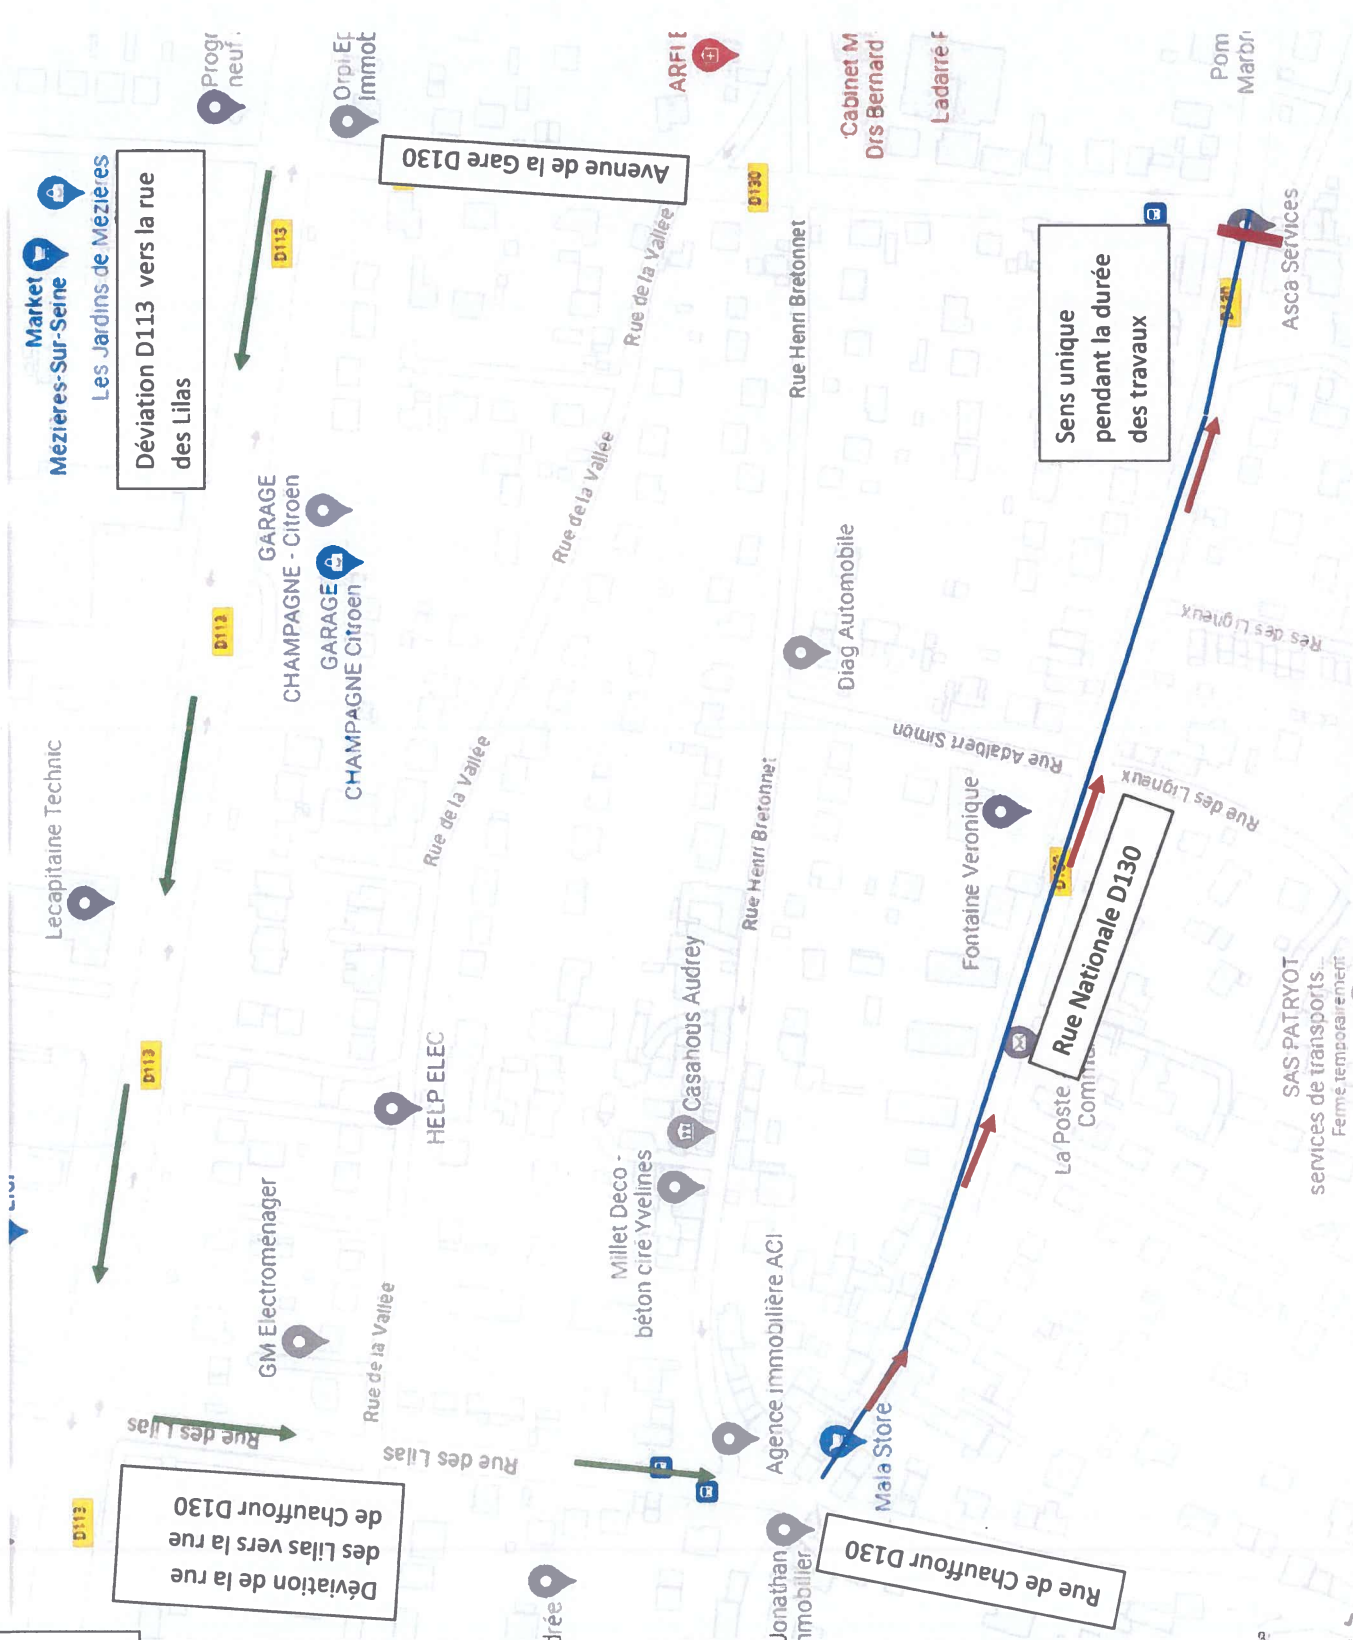 Market
Mézières-Sur-Seine
Les Jardins de Mézières
Déviation D113 vers la rue
des Lilas
D113
Avenue de la Gare D130
D130
Cabinet M
Drs Bernard
Rue de la Vallée
Rue Henri Bretonnet
Sens unique
pendant la durée
des travaux
Asca Services
GARAGE
CHAMPAGNE - Citroën
GARAGE
CHAMPAGNE Citroën
D113
Rue de la Vallée
Diag Automobile
Rés des Ligneux
Rue Adalbert Simon
Rue des Ligneux
Lecapitaine Technic
Rue de la Vallée
Rue Henri Bretonnet
Fontaine Veronique
Rue Nationale D130
La Poste
SAS PATRYOT
services de transports
Fermé temporairement
D113
HELP ELEC
Casanous Audrey
Millet Deco -
béton ciré Yvelines
GM Electroménager
Rue de la Vallée
Agence immobilière ACI
Mala Store
Rue des Lilas
Rue des Lilas
D113
Déviation de la rue
des Lilas vers la rue
de Chauffour D130
Rue de Chauffour D130
Jonathan